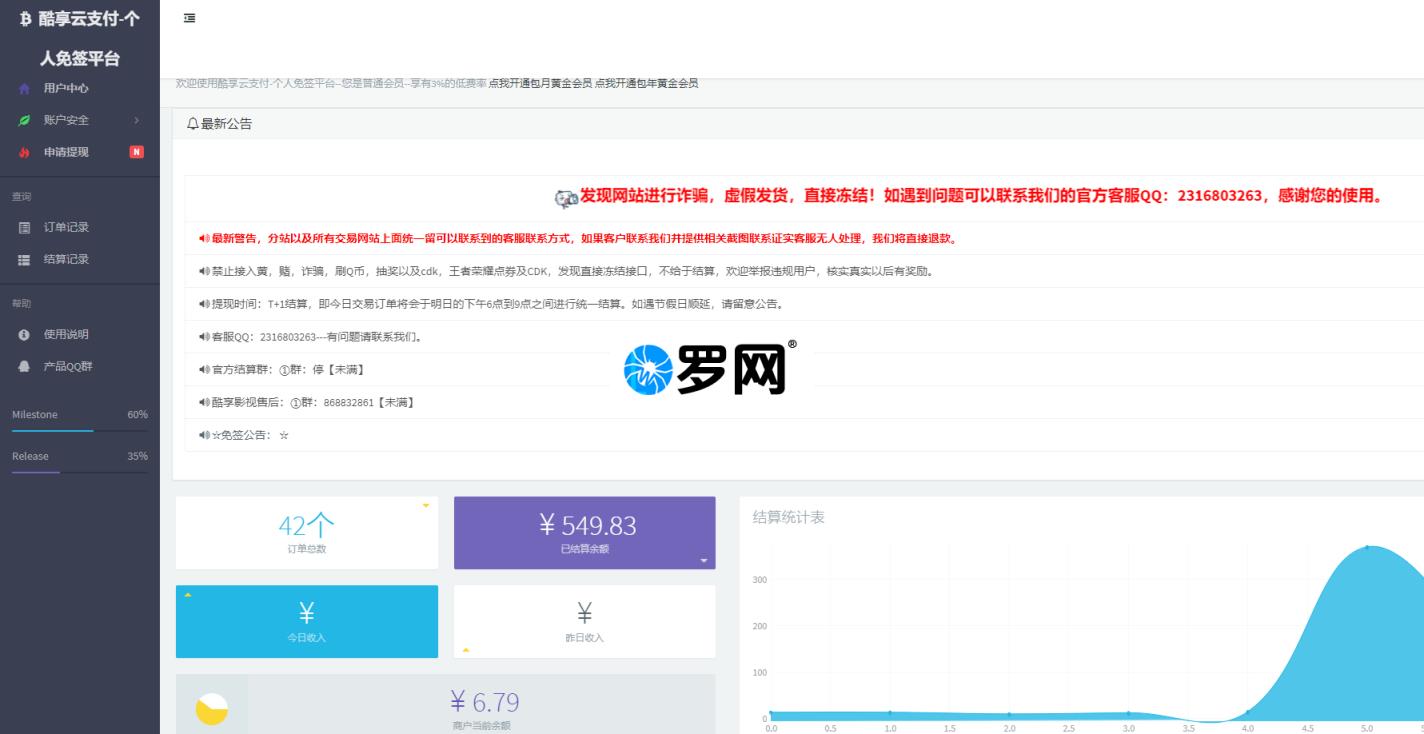 酷享云支付-个
人免签平台
用户中心
账户安全
申请提现 N
查询
订单记录
结算记录
帮助
使用说明
产品QQ群
Milestone 60%
Release 35%
欢迎使用酷享云支付-个人免签平台--您是普通会员--享有3%的低费率 点我开通包月黄金会员 点我开通包年黄金会员
最新公告
发现网站进行诈骗，虚假发货，直接冻结！如遇到问题可以联系我们的官方客服QQ：2316803263，感谢您的使用。
最新警告，分站以及所有交易网站上面统一留可以联系到的客服联系方式，如果客户联系我们并提供相关截图联系证实客服无人处理，我们将直接退款。
禁止接入黄，赌，诈骗，刷Q币，抽奖以及cdk，王者荣耀点券及CDK，发现直接冻结接口，不给于结算，欢迎举报违规用户，核实真实以后有奖励。
提现时间：T+1结算，即今日交易订单将会于明日的下午6点到9点之间进行统一结算。如遇节假日顺延，请留意公告。
客服QQ：2316803263---有问题请联系我们。
官方结算群：①群：停【未满】
酷享影视售后：①群：868832861【未满】
☆免签公告： ☆
罗网®
42个
订单总数
¥ 549.83
已结算余额
¥
今日收入
¥
昨日收入
¥ 6.79
商户当前余额
结算统计表
300
200
100
0
0.0 0.5 1.0 1.5 2.0 2.5 3.0 3.5 4.0 4.5 5.0